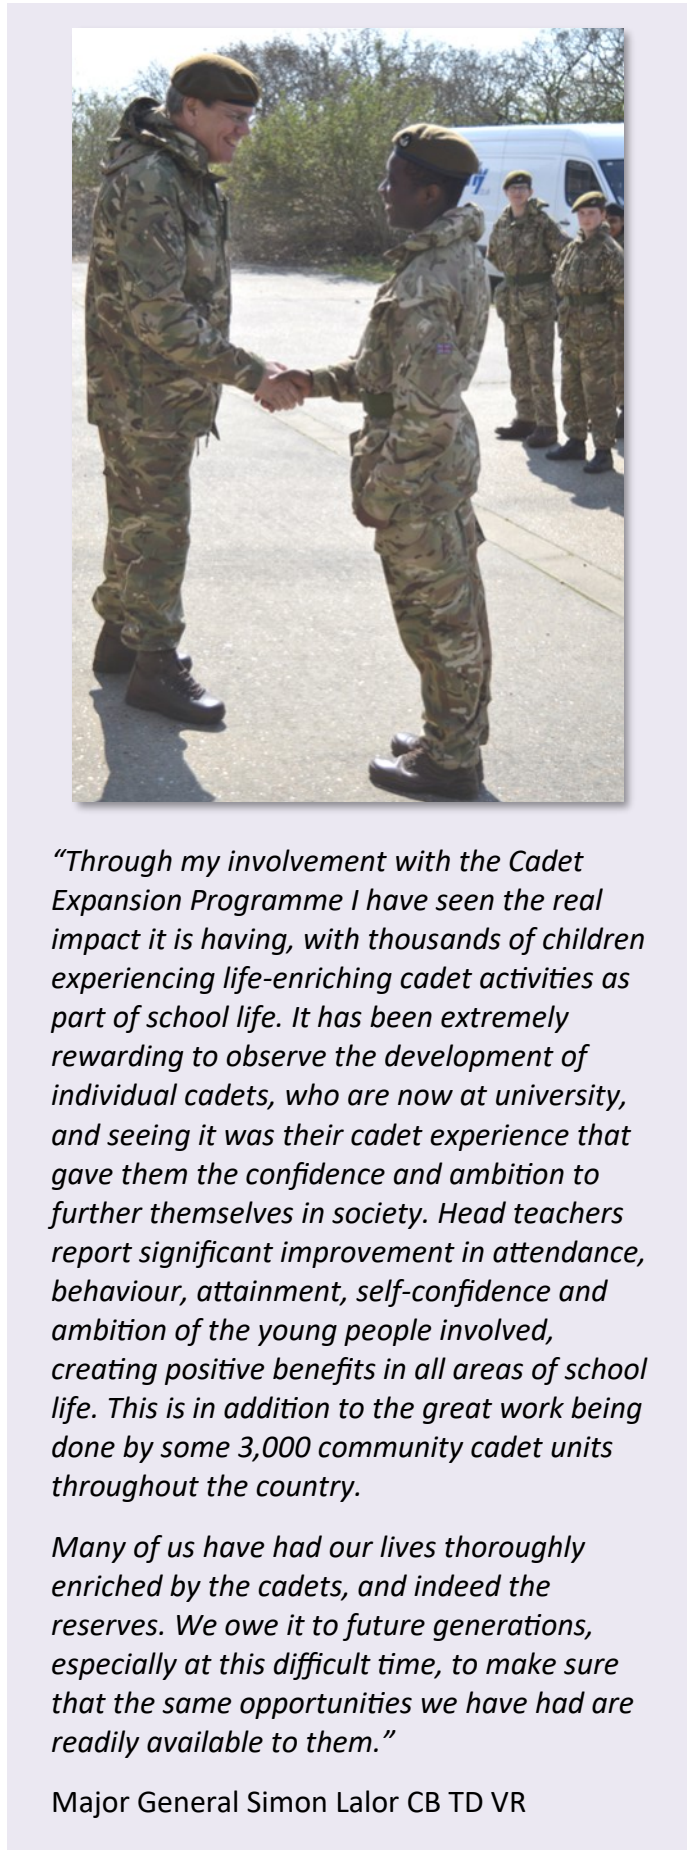 “Through my involvement with the Cadet
Expansion Programme I have seen the real
impact it is having, with thousands of children
experiencing life-enriching cadet activities as
part of school life. It has been extremely
rewarding to observe the development of
individual cadets, who are now at university,
and seeing it was their cadet experience that
gave them the confidence and ambition to
further themselves in society. Head teachers
report significant improvement in attendance,
behaviour, attainment, self-confidence and
ambition of the young people involved,
creating positive benefits in all areas of school
life. This is in addition to the great work being
done by some 3,000 community cadet units
throughout the country.
Many of us have had our lives thoroughly
enriched by the cadets, and indeed the
reserves. We owe it to future generations,
especially at this difficult time, to make sure
that the same opportunities we have had are
readily available to them.”
Major General Simon Lalor CB TD VR